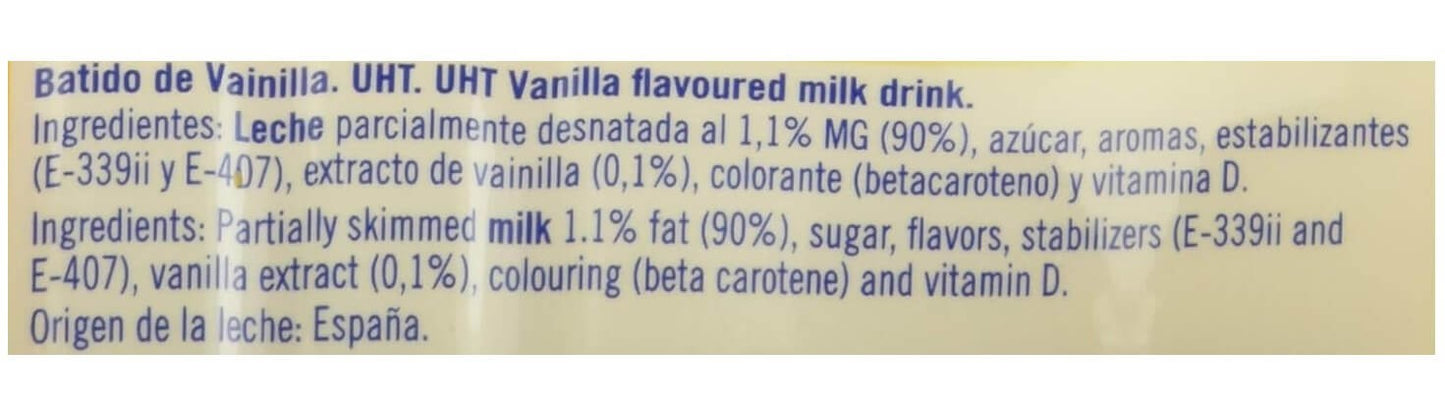 Batido de Vainilla. UHT. UHT Vanilla flavoured milk drink.
Ingredientes: Leche parcialmente desnatada al 1,1% MG (90%), azúcar, aromas, estabilizantes
(E-339ii y E-407), extracto de vainilla (0,1%), colorante (betacaroteno) y vitamina D.
Ingredients: Partially skimmed milk 1.1% fat (90%), sugar, flavors, stabilizers (E-339ii and
E-407), vanilla extract (0,1%), colouring (beta carotene) and vitamin D.
Origen de la leche: España.